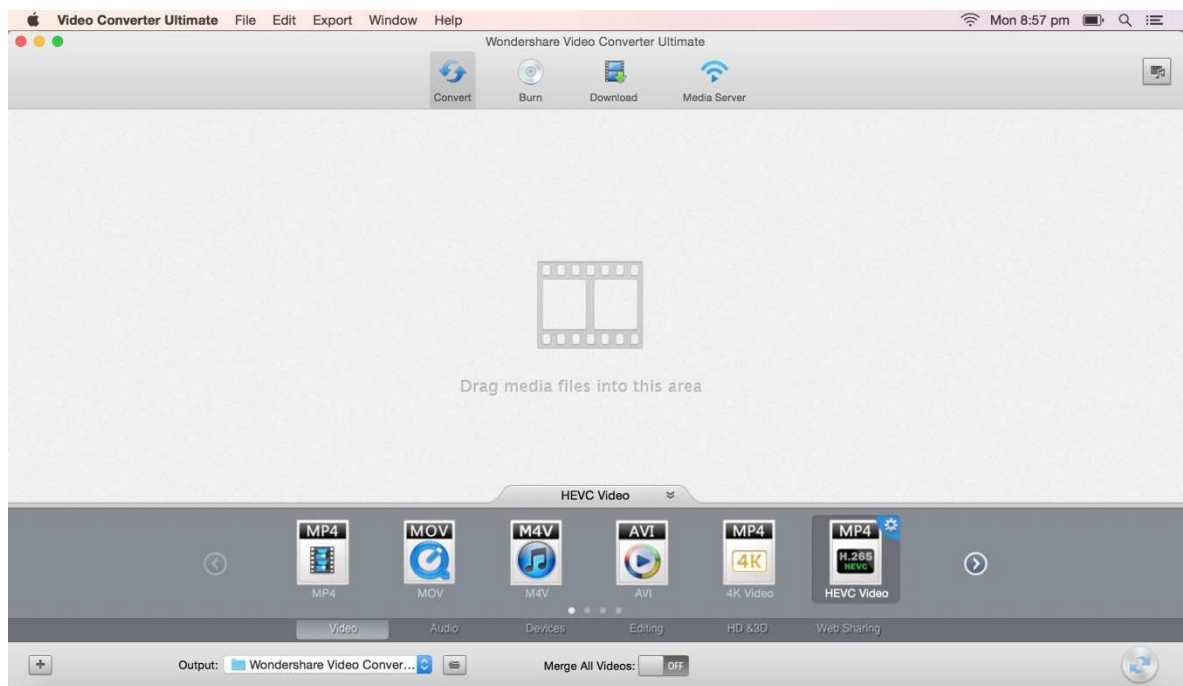 Video Converter Ultimate File Edit Export Window Help Mon 8:57 pm
Wondershare Video Converter Ultimate
Convert Burn Download Media Server
Drag media files into this area
HEVC Video
MP4 MOV M4V AVI MP4 MP4
4K H.265
HEVC
MP4 MOV M4V AVI 4K Video HEVC Video
Video Audio Devices Editing HD &3D Web Sharing
Output: Wondershare Video Conver... Merge All Videos: OFF